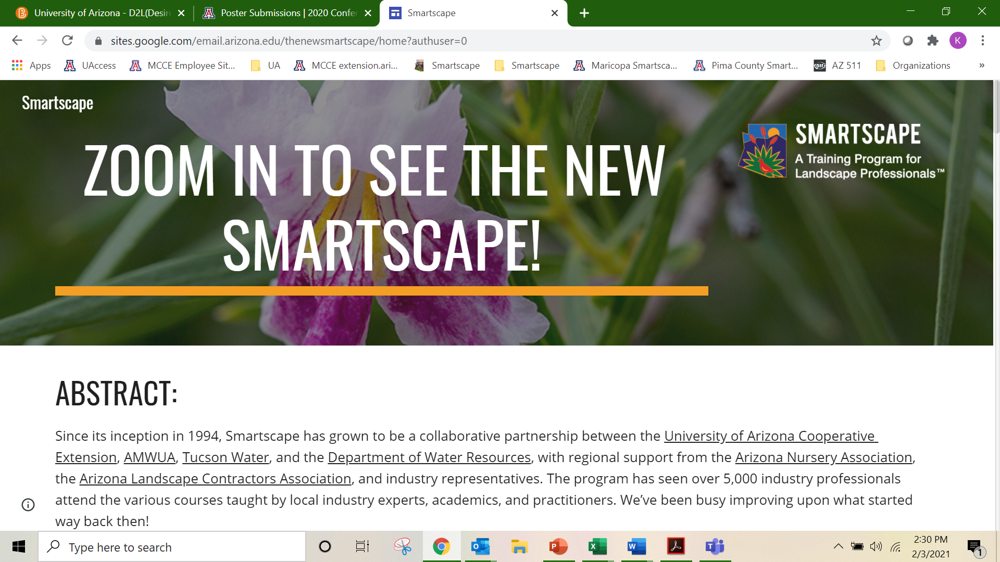 University of Arizona - D2L(Desire
Poster Submissions | 2020 Confer
Smartscape
sites.google.com/email.arizona.edu/thenewsmartscape/home?authuser=0
K
Apps
UAccess
MCCE Employee Sit...
UA
MCCE extension.ari...
Smartscape
Smartscape
Maricopa Smartsca...
Pima County Smart...
511
AZ 511
Organizations
»
Smartscape
ZOOM IN TO SEE THE NEW
SMARTSCAPE!
SMARTSCAPE
A Training Program for
Landscape Professionals™
ABSTRACT:
Since its inception in 1994, Smartscape has grown to be a collaborative partnership between the University of Arizona Cooperative
Extension, AMWUA, Tucson Water, and the Department of Water Resources, with regional support from the Arizona Nursery Association,
the Arizona Landscape Contractors Association, and industry representatives. The program has seen over 5,000 industry professionals
attend the various courses taught by local industry experts, academics, and practitioners. We’ve been busy improving upon what started
way back then!
Type here to search
2:30 PM
2/3/2021
1